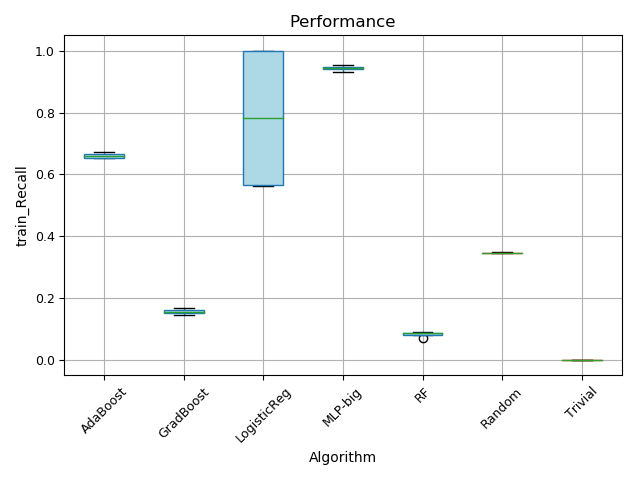 Performance
train_Recall
1.0
0.8
0.6
0.4
0.2
0.0
AdaBoost
GradBoost
LogisticReg
MLP-big
RF
Random
Trivial
Algorithm